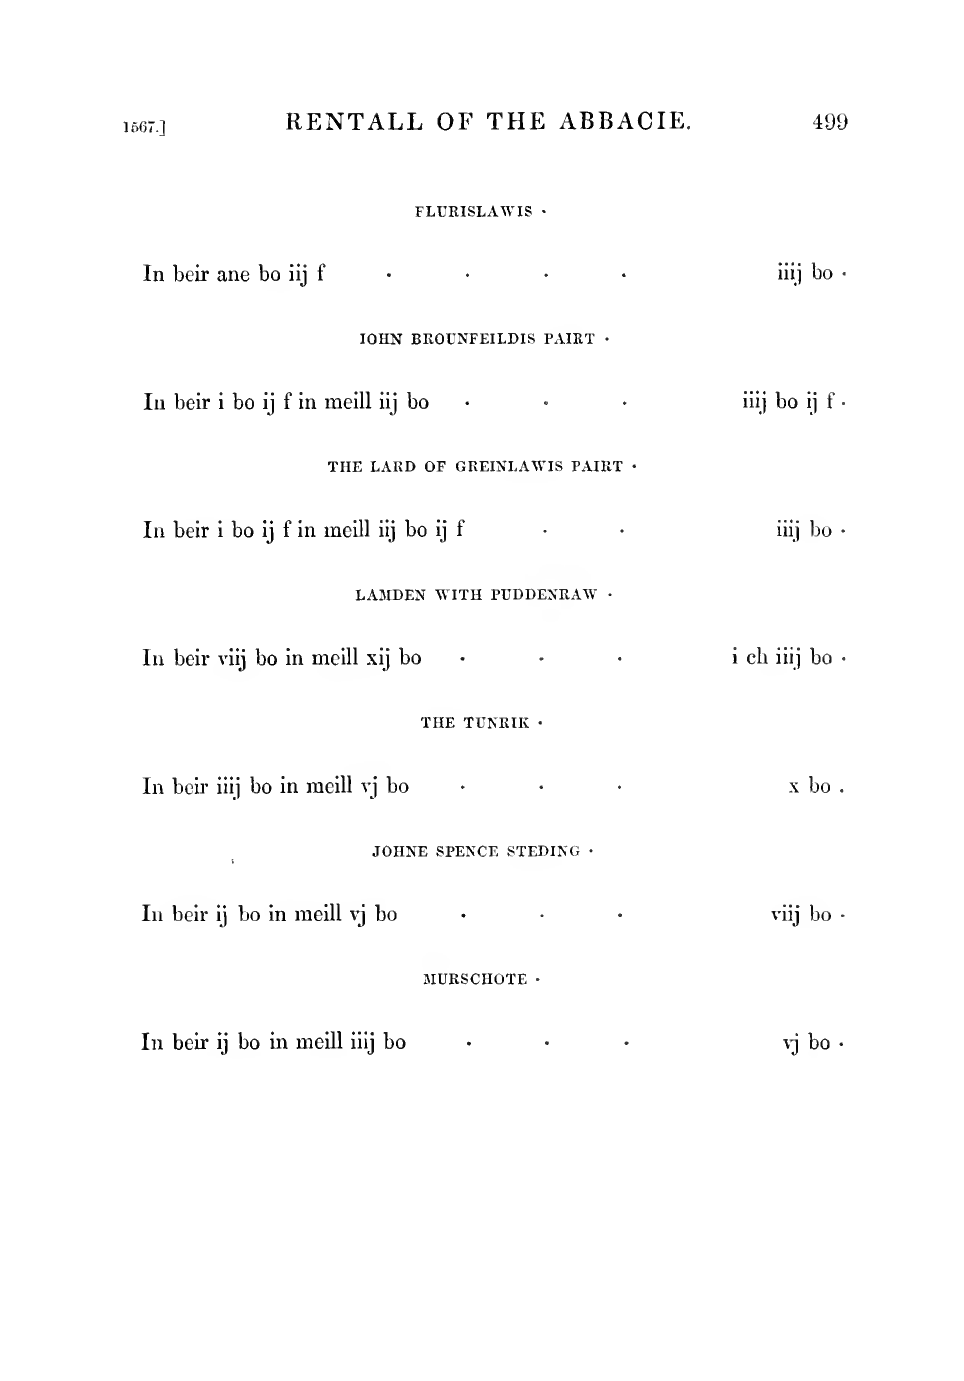 1567.] RENTALL OF THE ABBACIE. 499
FLURISLAWIS ·
In beir ane bo iij f · · · · iiij bo ·
IOHN BROUNFEILDIS PAIRT ·
In beir i bo ij f in meill iij bo · · · iiij bo ij f ·
THE LARD OF GREINLAWIS PAIRT ·
In beir i bo ij f in meill iij bo ij f · · iiij bo ·
LAMDEN WITH PUDDENRAW ·
In beir viij bo in meill xij bo · · · i ch iiij bo ·
THE TUNRIK ·
In beir iiij bo in meill vj bo · · · x bo .
JOHNE SPENCE STEDING ·
In beir ij bo in meill vj bo · · · viij bo ·
MURSCHOTE ·
In beir ij bo in meill iiij bo · · · vj bo ·